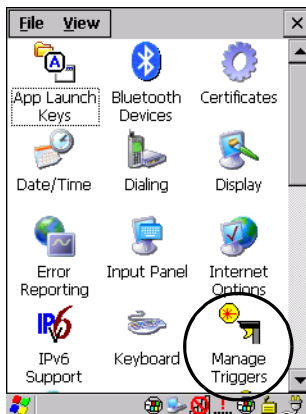 File View
App Launch Keys
Bluetooth Devices
Certificates
Date/Time
Dialing
Display
Error Reporting
Input Panel
Internet Options
IPv6 Support
Keyboard
Manage Triggers